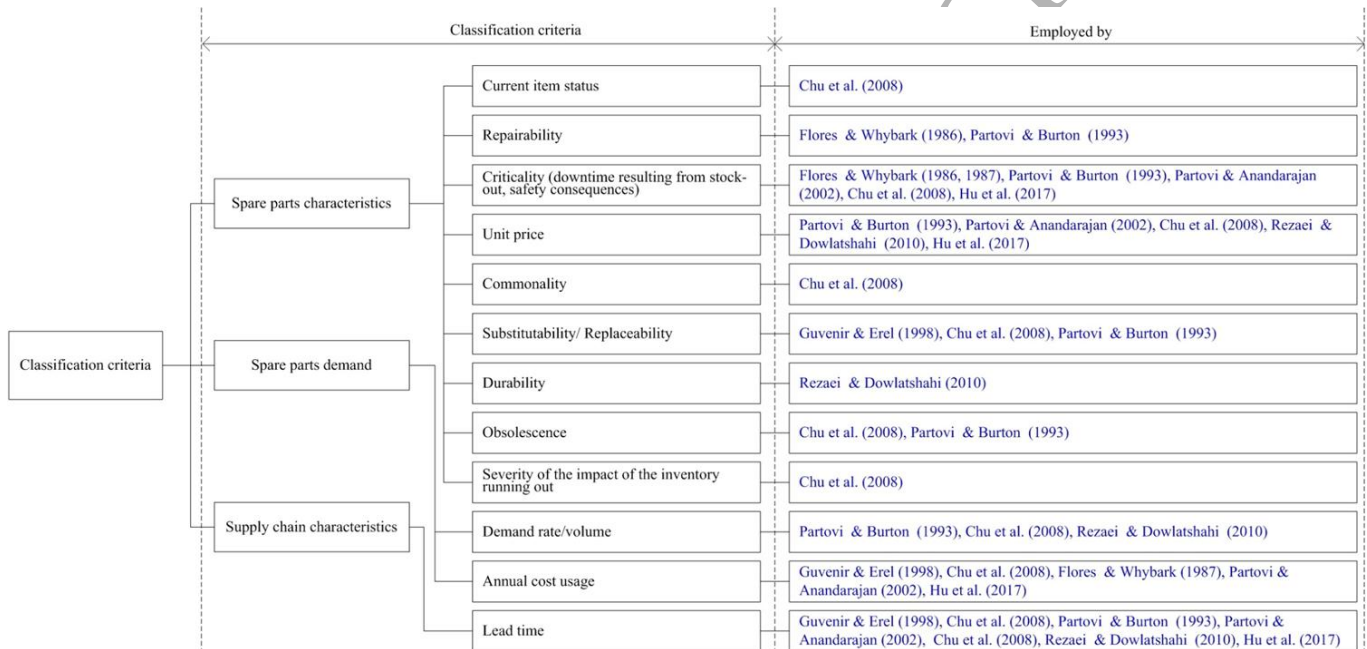 Classification criteria
Employed by
Current item status
Chu et al. (2008)
Repairability
Flores & Whybark (1986), Partovi & Burton (1993)
Criticality (downtime resulting from stock-
out, safety consequences)
Flores & Whybark (1986, 1987), Partovi & Burton (1993), Partovi & Anandarajan
(2002), Chu et al. (2008), Hu et al. (2017)
Spare parts characteristics
Unit price
Partovi & Burton (1993), Partovi & Anandarajan (2002), Chu et al. (2008), Rezaei &
Dowlatshahi (2010), Hu et al. (2017)
Commonality
Chu et al. (2008)
Substitutability/ Replaceability
Guvenir & Erel (1998), Chu et al. (2008), Partovi & Burton (1993)
Classification criteria
Spare parts demand
Durability
Rezaei & Dowlatshahi (2010)
Obsolescence
Chu et al. (2008), Partovi & Burton (1993)
Severity of the impact of the inventory
running out
Chu et al. (2008)
Supply chain characteristics
Demand rate/volume
Partovi & Burton (1993), Chu et al. (2008), Rezaei & Dowlatshahi (2010)
Annual cost usage
Guvenir & Erel (1998), Chu et al. (2008), Flores & Whybark (1987), Partovi &
Anandarajan (2002), Hu et al. (2017)
Lead time
Guvenir & Erel (1998), Chu et al. (2008), Partovi & Burton (1993), Partovi &
Anandarajan (2002), Chu et al. (2008), Rezaei & Dowlatshahi (2010), Hu et al. (2017)